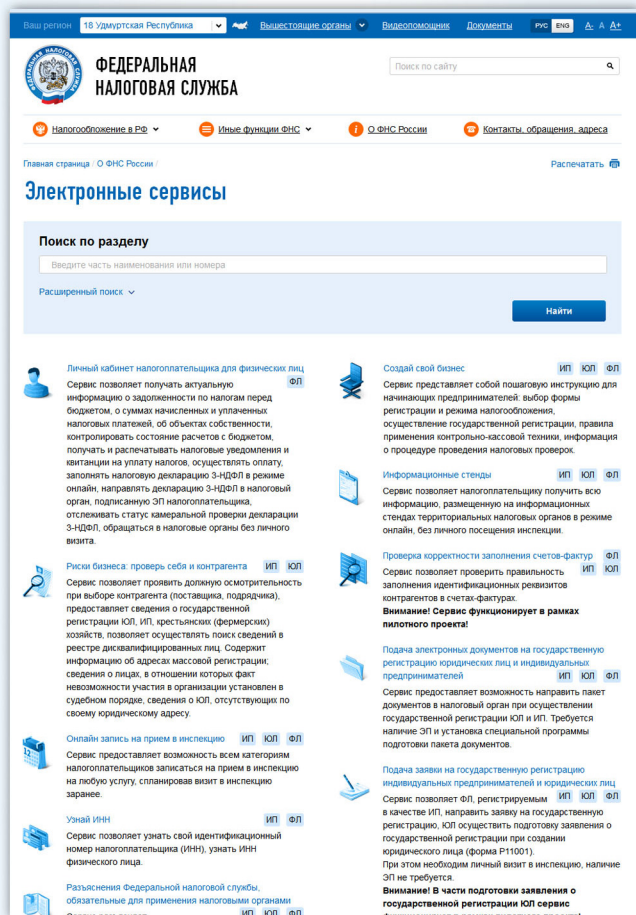 Ваш регион 18 Удмуртская Республика Вышестоящие органы Видеопомощник Документы РУС ENG A- A A+
ФЕДЕРАЛЬНАЯ
НАЛОГОВАЯ СЛУЖБА
Поиск по сайту
Налогообложение в РФ Иные функции ФНС О ФНС России Контакты, обращения, адреса
Главная страница / О ФНС России /
Распечатать
Электронные сервисы
Поиск по разделу
Введите часть наименования или номера
Расширенный поиск
Найти
Личный кабинет налогоплательщика для физических лиц
ФЛ
Сервис позволяет получать актуальную
информацию о задолженности по налогам перед
бюджетом, о суммах начисленных и уплаченных
налоговых платежей, об объектах собственности,
контролировать состояние расчетов с бюджетом,
получать и распечатывать налоговые уведомления и
квитанции на уплату налогов, осуществлять оплату,
заполнять налоговую декларацию 3-НДФЛ в режиме
онлайн, направлять декларацию 3-НДФЛ в налоговый
орган, подписанную ЭП налогоплательщика,
отслеживать статус камеральной проверки декларации
3-НДФЛ, обращаться в налоговые органы без личного
визита.
Риски бизнеса: проверь себя и контрагента ИП ЮЛ
Сервис позволяет проявить должную осмотрительность
при выборе контрагента (поставщика, подрядчика),
предоставляет сведения о государственной
регистрации ЮЛ, ИП, крестьянских (фермерских)
хозяйств, позволяет осуществлять поиск сведений в
реестре дисквалифицированных лиц. Содержит
информацию об адресах массовой регистрации;
сведения о лицах, в отношении которых факт
невозможности участия в организации установлен в
судебном порядке, сведения о ЮЛ, отсутствующих по
своему юридическому адресу.
Онлайн запись на прием в инспекцию ИП ЮЛ ФЛ
Сервис предоставляет возможность всем категориям
налогоплательщиков записаться на прием в инспекцию
на любую услугу, спланировав визит в инспекцию
заранее.
Узнай ИНН ИП ФЛ
Сервис позволяет узнать свой идентификационный
номер налогоплательщика (ИНН), узнать ИНН
физического лица.
Разъяснения Федеральной налоговой службы,
обязательные для применения налоговыми органами
ИП ЮЛ ФЛ
Создай свой бизнес ИП ЮЛ ФЛ
Сервис представляет собой пошаговую инструкцию для
начинающих предпринимателей: выбор формы
регистрации и режима налогообложения,
осуществление государственной регистрации, правила
применения контрольно-кассовой техники, информация
о процедуре проведения налоговых проверок.
Информационные стенды ИП ЮЛ ФЛ
Сервис позволяет налогоплательщику получить всю
информацию, размещенную на информационных
стендах территориальных налоговых органов в режиме
онлайн, без личного посещения инспекции.
Проверка корректности заполнения счетов-фактур ФЛ
Сервис позволяет проверить правильность ИП ЮЛ
заполнения идентификационных реквизитов
контрагентов в счетах-фактурах.
Внимание! Сервис функционирует в рамках
пилотного проекта!
Подача электронных документов на государственную
регистрацию юридических лиц и индивидуальных
предпринимателей ИП ЮЛ ФЛ
Сервис предоставляет возможность направить пакет
документов в налоговый орган при осуществлении
государственной регистрации ЮЛ и ИП. Требуется
наличие ЭП и установка специальной программы
подготовки пакета документов.
Подача заявки на государственную регистрацию
индивидуальных предпринимателей и юридических лиц
Сервис позволяет ФЛ, регистрируемым ИП ЮЛ ФЛ
в качестве ИП, направить заявку на государственную
регистрацию, ЮЛ осуществить подготовку заявления о
государственной регистрации при создании
юридического лица (форма Р11001).
При этом необходим личный визит в инспекцию, наличие
ЭП не требуется.
Внимание! В части подготовки заявления о
государственной регистрации ЮЛ сервис